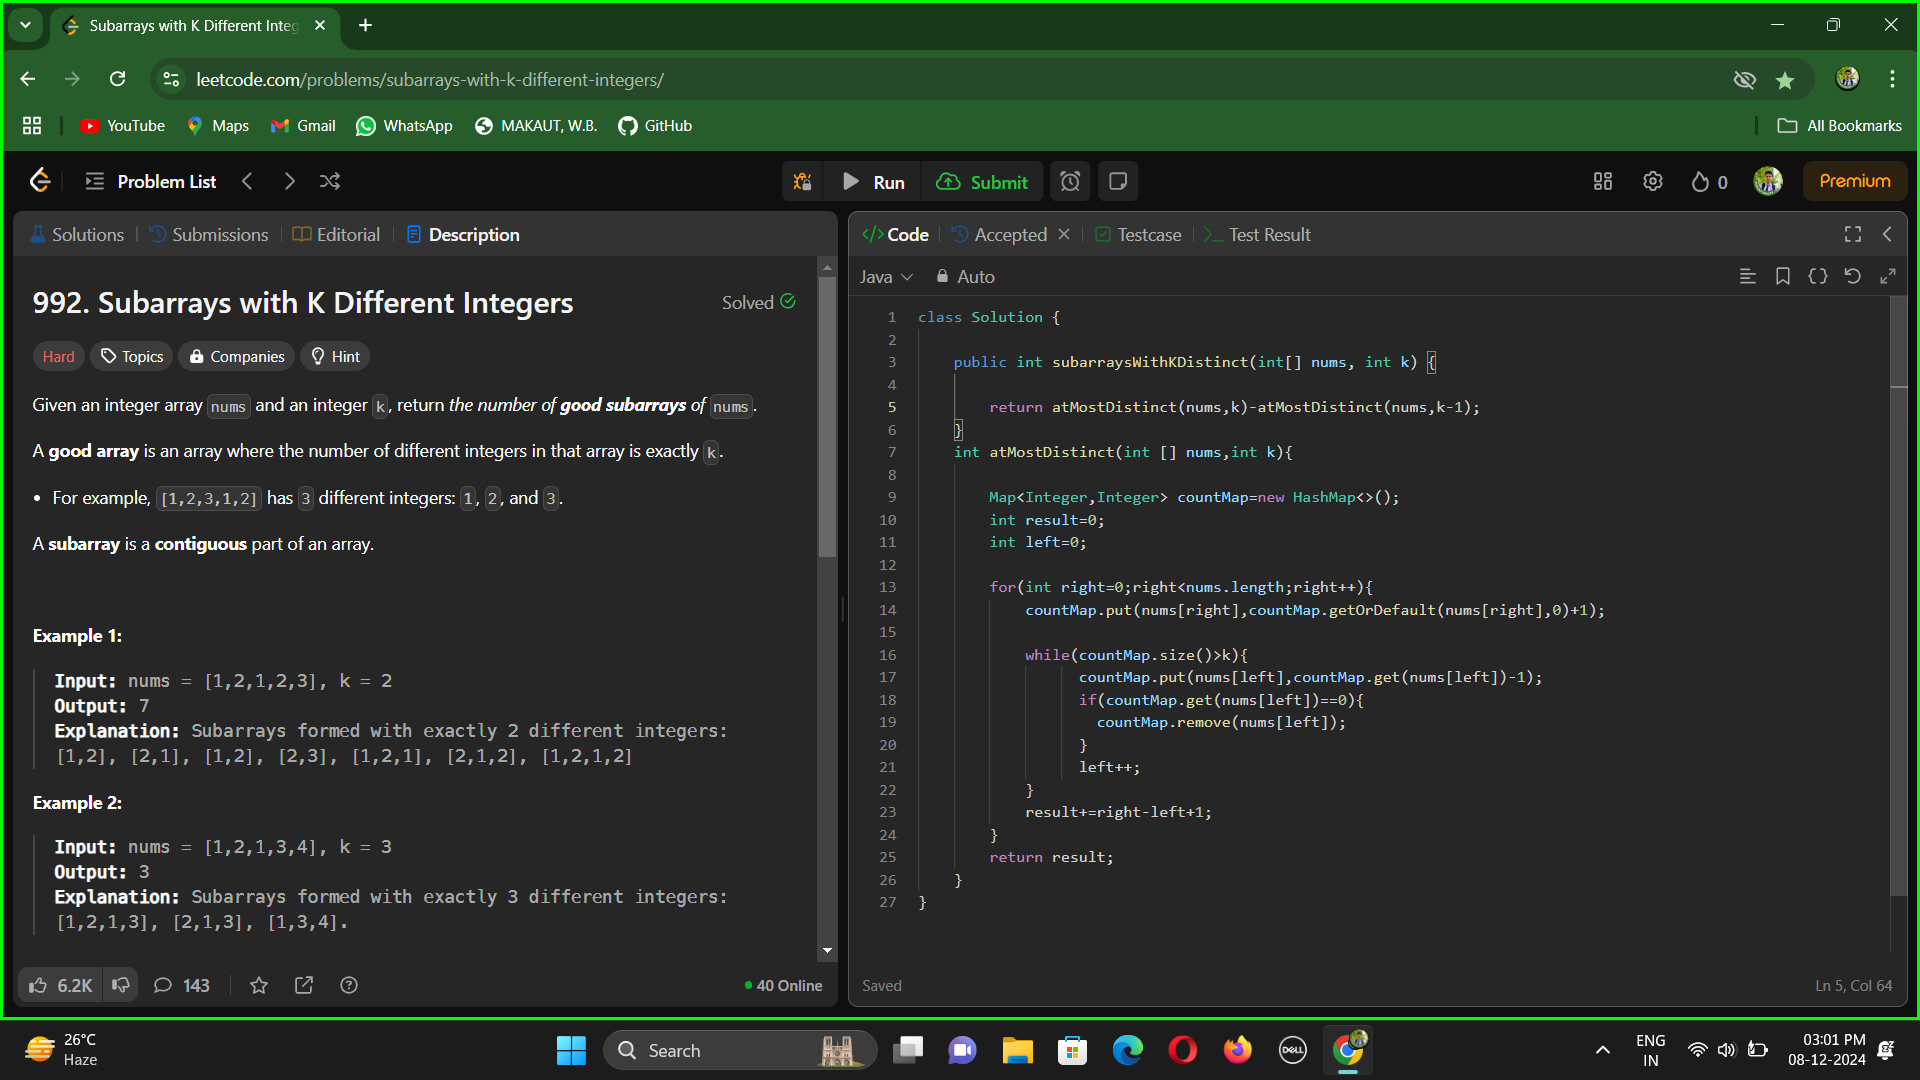 Subarrays with K Different Integ
leetcode.com/problems/subarrays-with-k-different-integers/
YouTube Maps Gmail WhatsApp MAKAUT, W.B. GitHub All Bookmarks
Problem List Run Submit 0 Premium
Solutions Submissions Editorial Description
992. Subarrays with K Different Integers Solved
Hard Topics Companies Hint
Given an integer array nums and an integer k, return the number of good subarrays of nums.
A good array is an array where the number of different integers in that array is exactly k.
• For example, [1,2,3,1,2] has 3 different integers: 1, 2, and 3.
A subarray is a contiguous part of an array.
Example 1:
Input: nums = [1,2,1,2,3], k = 2
Output: 7
Explanation: Subarrays formed with exactly 2 different integers:
[1,2], [2,1], [1,2], [2,3], [1,2,1], [2,1,2], [1,2,1,2]
Example 2:
Input: nums = [1,2,1,3,4], k = 3
Output: 3
Explanation: Subarrays formed with exactly 3 different integers:
[1,2,1,3], [2,1,3], [1,3,4].
6.2K 143 40 Online
</> Code Accepted Testcase >_ Test Result
Java Auto
1 class Solution {
2
3 public int subarraysWithKDistinct(int[] nums, int k) {
4
5 return atMostDistinct(nums,k)-atMostDistinct(nums,k-1);
6 }
7 int atMostDistinct(int [] nums,int k){
8
9 Map<Integer,Integer> countMap=new HashMap<>();
10 int result=0;
11 int left=0;
12
13 for(int right=0;right<nums.length;right++){
14 countMap.put(nums[right],countMap.getOrDefault(nums[right],0)+1);
15
16 while(countMap.size()>k){
17 countMap.put(nums[left],countMap.get(nums[left])-1);
18 if(countMap.get(nums[left])==0){
19 countMap.remove(nums[left]);
20 }
21 left++;
22 }
23 result+=right-left+1;
24 }
25 return result;
26 }
27 }
Saved Ln 5, Col 64
26°C
Haze
Search
DELL
ENG
IN
03:01 PM
08-12-2024